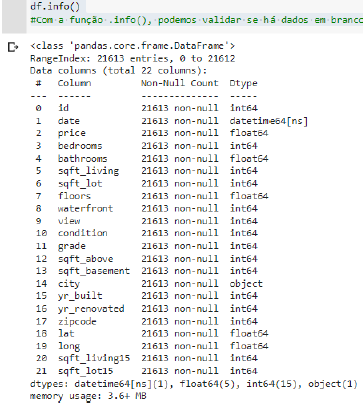 df.info()
#Com a função .info(), podemos validar se há dados em branco
<class 'pandas.core.frame.DataFrame'>
RangeIndex: 21613 entries, 0 to 21612
Data columns (total 22 columns):
 #   Column         Non-Null Count  Dtype
---  ------         --------------  -----
 0   id             21613 non-null  int64
 1   date           21613 non-null  datetime64[ns]
 2   price          21613 non-null  float64
 3   bedrooms       21613 non-null  int64
 4   bathrooms      21613 non-null  float64
 5   sqft_living    21613 non-null  int64
 6   sqft_lot       21613 non-null  int64
 7   floors         21613 non-null  float64
 8   waterfront     21613 non-null  int64
 9   view           21613 non-null  int64
 10  condition      21613 non-null  int64
 11  grade          21613 non-null  int64
 12  sqft_above     21613 non-null  int64
 13  sqft_basement  21613 non-null  int64
 14  city           21613 non-null  object
 15  yr_built       21613 non-null  int64
 16  yr_renovated   21613 non-null  int64
 17  zipcode        21613 non-null  int64
 18  lat            21613 non-null  float64
 19  long           21613 non-null  float64
 20  sqft_living15  21613 non-null  int64
 21  sqft_lot15     21613 non-null  int64
dtypes: datetime64[ns](1), float64(5), int64(15), object(1)
memory usage: 3.6+ MB